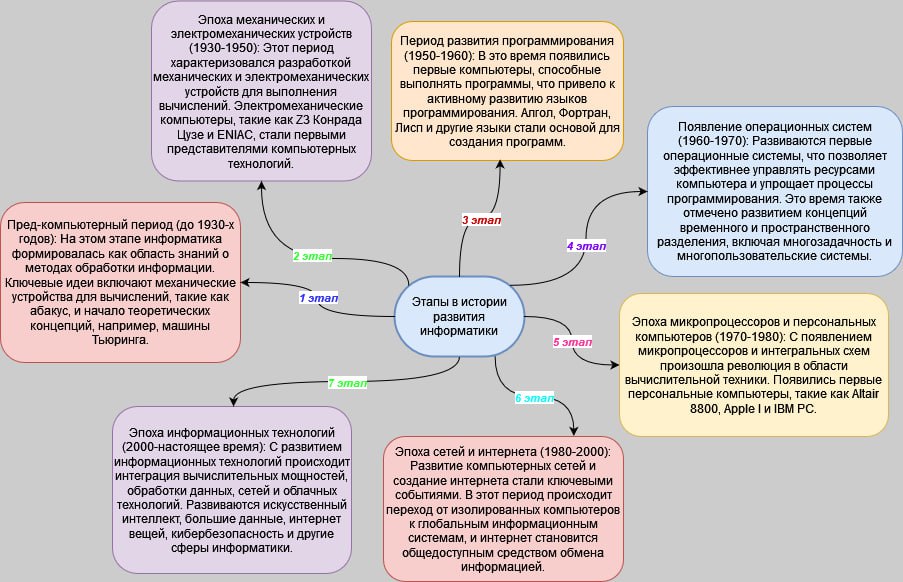 Этапы в истории
развития
информатики
1 этап
Пред-компьютерный период (до 1930-х
годов): На этом этапе информатика
формировалась как область знаний о
методах обработки информации.
Ключевые идеи включают механические
устройства для вычислений, такие как
абакус, и начало теоретических
концепций, например, машины
Тьюринга.
2 этап
Эпоха механических и
электромеханических устройств
(1930-1950): Этот период
характеризовался разработкой
механических и электромеханических
устройств для выполнения
вычислений. Электромеханические
компьютеры, такие как Z3 Конрада
Цузе и ENIAC, стали первыми
представителями компьютерных
технологий.
3 этап
Период развития программирования
(1950-1960): В это время появились
первые компьютеры, способные
выполнять программы, что привело к
активному развитию языков
программирования. Алгол, Фортран,
Лисп и другие языки стали основой для
создания программ.
4 этап
Появление операционных систем
(1960-1970): Развиваются первые
операционные системы, что позволяет
эффективнее управлять ресурсами
компьютера и упрощает процессы
программирования. Это время также
отмечено развитием концепций
временного и пространственного
разделения, включая многозадачность и
многопользовательские системы.
5 этап
Эпоха микропроцессоров и персональных
компьютеров (1970-1980): С появлением
микропроцессоров и интегральных схем
произошла революция в области
вычислительной техники. Появились первые
персональные компьютеры, такие как Altair
8800, Apple I и IBM PC.
6 этап
Эпоха сетей и интернета (1980-2000):
Развитие компьютерных сетей и
создание интернета стали ключевыми
событиями. В этот период происходит
переход от изолированных компьютеров
к глобальным информационным
системам, и интернет становится
общедоступным средством обмена
информацией.
7 этап
Эпоха информационных технологий
(2000-настоящее время): С развитием
информационных технологий происходит
интеграция вычислительных мощностей,
обработки данных, сетей и облачных
технологий. Развиваются искусственный
интеллект, большие данные, интернет
вещей, кибербезопасность и другие
сферы информатики.